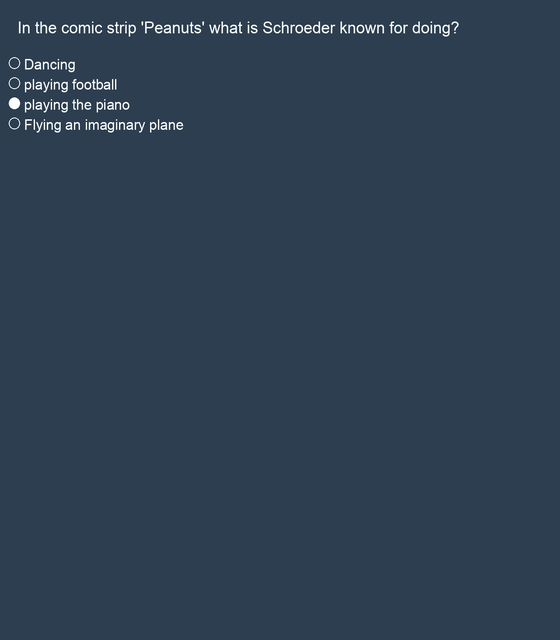 In the comic strip 'Peanuts' what is Schroeder known for doing?
Dancing
playing football
playing the piano
Flying an imaginary plane